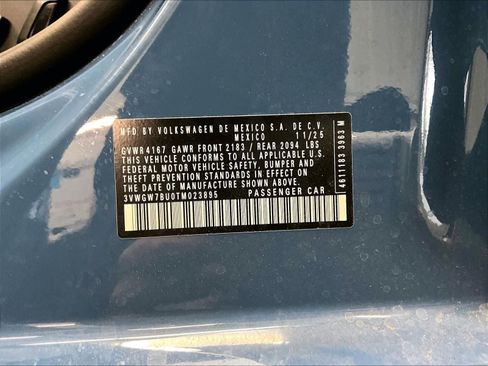 MFD BY VOLKSWAGEN DE MEXICO S.A. DE C.V.
MEXICO 11/25
GVWR 4167 GAWR FRONT 2183 / REAR 2094 LBS
THIS VEHICLE CONFORMS TO ALL APPLICABLE U.S.
FEDERAL MOTOR VEHICLE SAFETY, BUMPER AND
THEFT PREVENTION STANDARDS IN EFFECT ON
THE DATE OF MANUFACTURE SHOWN ABOVE
3VWGW7BU0TM023895 PASSENGER CAR
4611103 3963 M